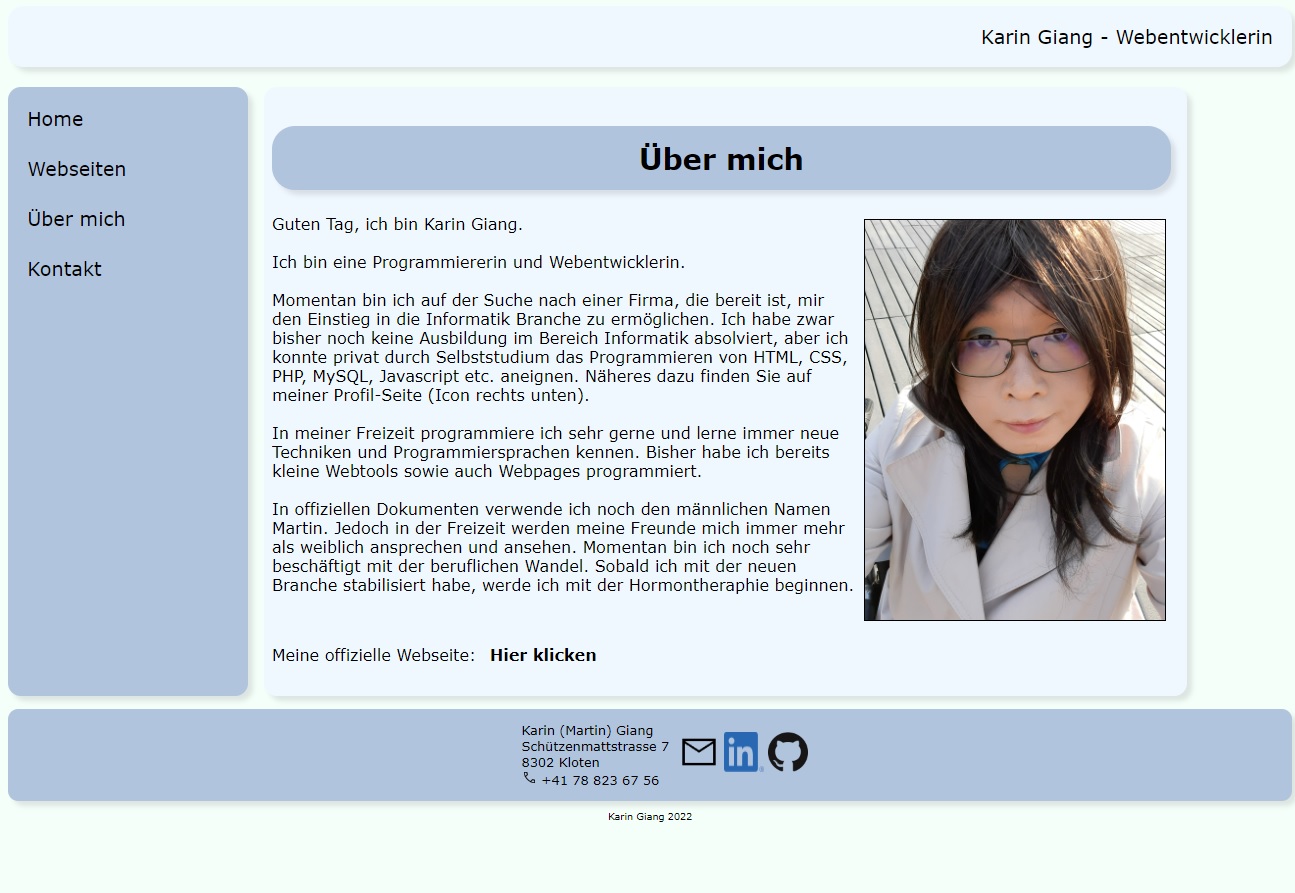 Karin Giang - Webentwicklerin
Home
Webseiten
Über mich
Kontakt
Über mich
Guten Tag, ich bin Karin Giang.
Ich bin eine Programmiererin und Webentwicklerin.
Momentan bin ich auf der Suche nach einer Firma, die bereit ist, mir
den Einstieg in die Informatik Branche zu ermöglichen. Ich habe zwar
bisher noch keine Ausbildung im Bereich Informatik absolviert, aber ich
konnte privat durch Selbststudium das Programmieren von HTML, CSS,
PHP, MySQL, Javascript etc. aneignen. Näheres dazu finden Sie auf
meiner Profil-Seite (Icon rechts unten).
In meiner Freizeit programmiere ich sehr gerne und lerne immer neue
Techniken und Programmiersprachen kennen. Bisher habe ich bereits
kleine Webtools sowie auch Webpages programmiert.
In offiziellen Dokumenten verwende ich noch den männlichen Namen
Martin. Jedoch in der Freizeit werden meine Freunde mich immer mehr
als weiblich ansprechen und ansehen. Momentan bin ich noch sehr
beschäftigt mit der beruflichen Wandel. Sobald ich mit der neuen
Branche stabilisiert habe, werde ich mit der Hormontheraphie beginnen.
Meine offizielle Webseite: Hier klicken
Karin (Martin) Giang
Schützenmattstrasse 7
8302 Kloten
+41 78 823 67 56
in
Karin Giang 2022